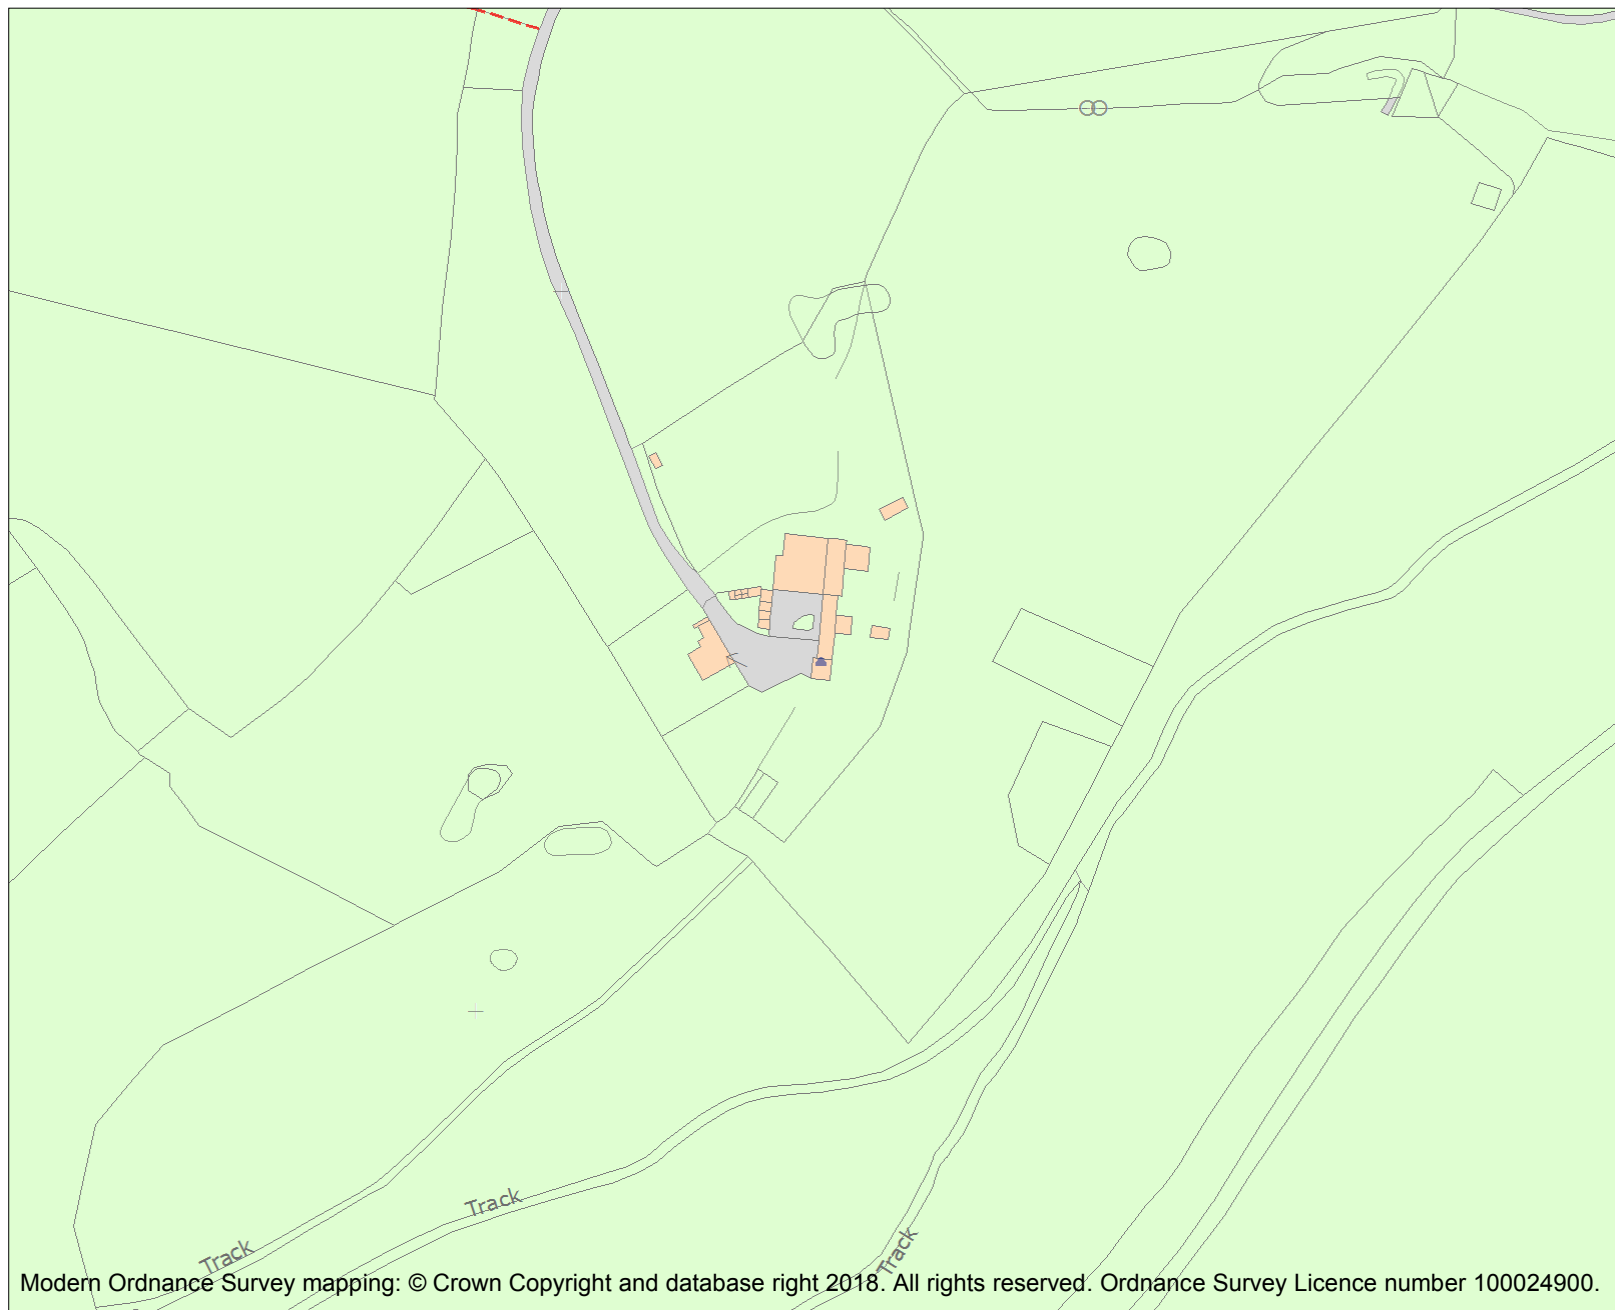 Track
Track
Track
Modern Ordnance Survey mapping: © Crown Copyright and database right 2018. All rights reserved. Ordnance Survey Licence number 100024900.